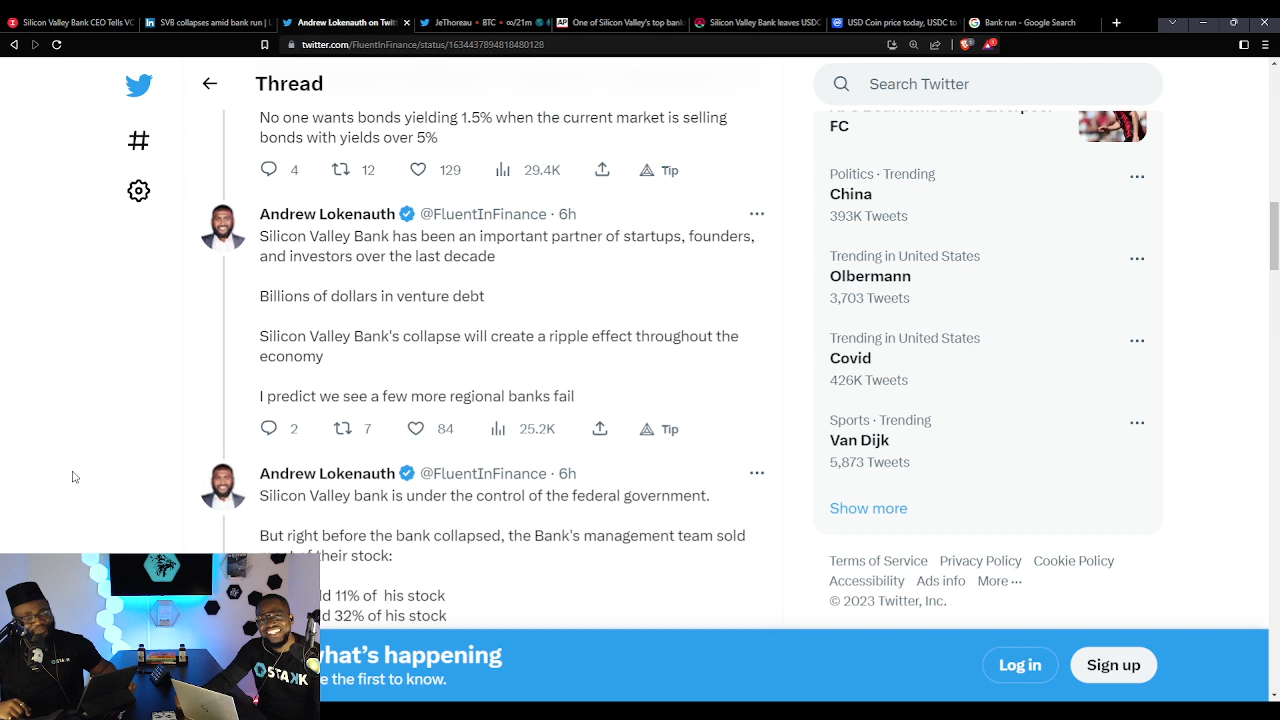 Silicon Valley Bank CEO Tells VC
SVB collapses amid bank run | L
Andrew Lokenauth on Twitt
JeThoreau • BTC • ∞/21m
One of Silicon Valley's top bank
Silicon Valley Bank leaves USDC
USD Coin price today, USDC to
Bank run - Google Search
twitter.com/FluentInFinance/status/1634437894818480128
Thread
Search Twitter
No one wants bonds yielding 1.5% when the current market is selling
bonds with yields over 5%
4 12 129 29.4K Tip
Andrew Lokenauth @FluentInFinance · 6h
Silicon Valley Bank has been an important partner of startups, founders,
and investors over the last decade
Billions of dollars in venture debt
Silicon Valley Bank's collapse will create a ripple effect throughout the
economy
I predict we see a few more regional banks fail
2 7 84 25.2K Tip
Andrew Lokenauth @FluentInFinance · 6h
Silicon Valley bank is under the control of the federal government.
But right before the bank collapsed, the Bank's management team sold
their stock:
ld 11% of his stock
d 32% of his stock
FC
Politics · Trending
China
393K Tweets
Trending in United States
Olbermann
3,703 Tweets
Trending in United States
Covid
426K Tweets
Sports · Trending
Van Dijk
5,873 Tweets
Show more
Terms of Service Privacy Policy Cookie Policy
Accessibility Ads info More ···
© 2023 Twitter, Inc.
what's happening
e the first to know.
Log in
Sign up
STAKK